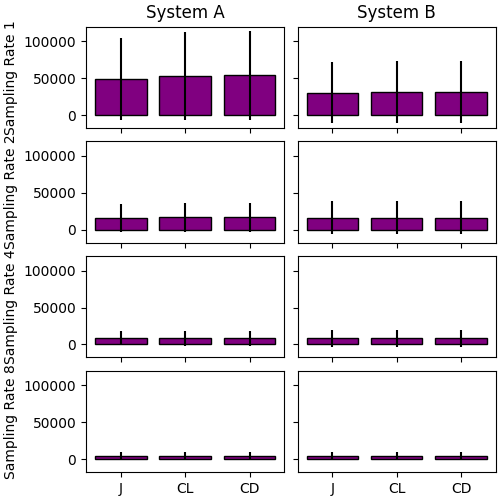 System A
System B
Sampling Rate 1
100000
50000
0
Sampling Rate 2
100000
50000
0
Sampling Rate 4
100000
50000
0
Sampling Rate 8
100000
50000
0
J CL CD
J CL CD